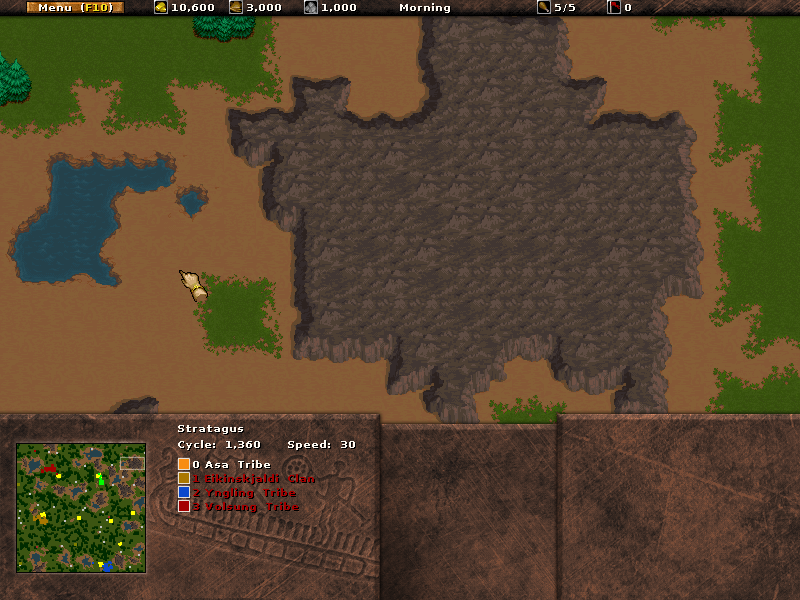 Menu (F10) 10,600 3,000 1,000 Morning 5/5 0
Stratagus
Cycle: 1,360 Speed: 30
0 Asa Tribe
1 Eikinskjaldi Clan
2 Yngling Tribe
3 Volsung Tribe